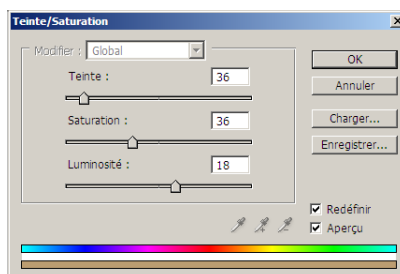 Teinte/Saturation
Modifier : Global
OK
Teinte : 36
Annuler
Saturation : 36
Charger...
Enregistrer...
Luminosité : 18
Redéfinir
Aperçu